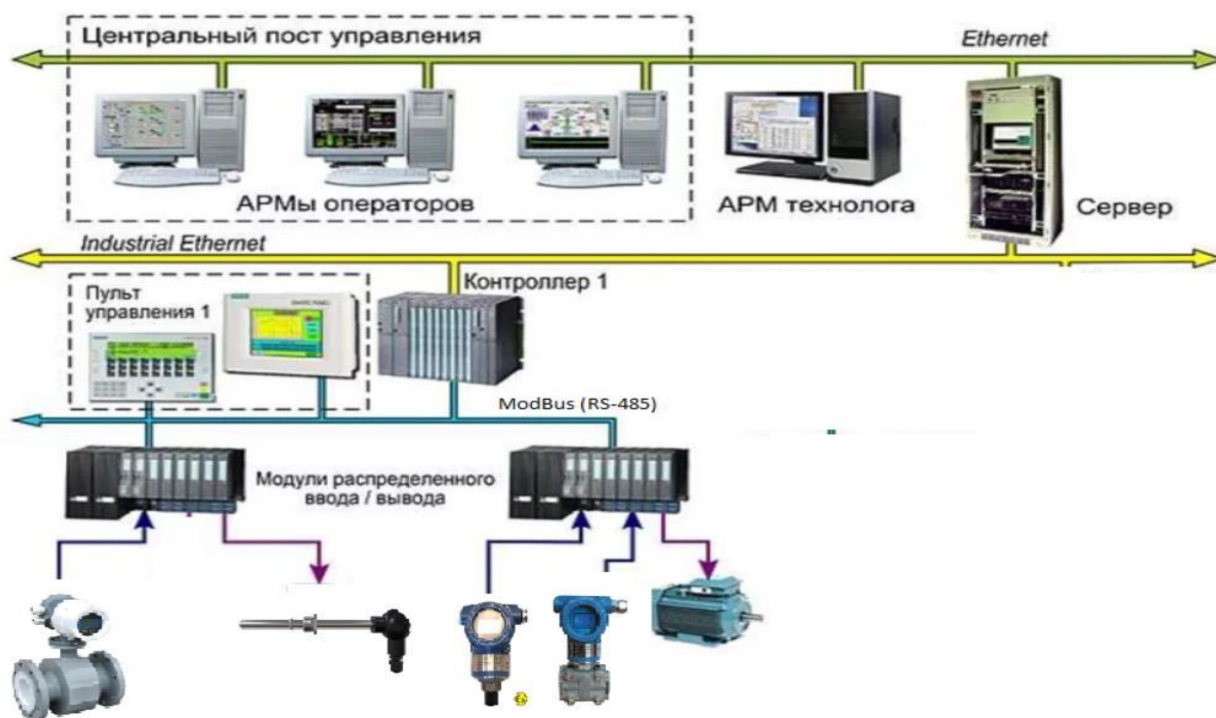 Центральный пост управления
Ethernet
АРМы операторов
АРМ технолога
Сервер
Industrial Ethernet
Пульт
управления 1
Контроллер 1
ModBus (RS-485)
Модули распределенного
ввода / вывода